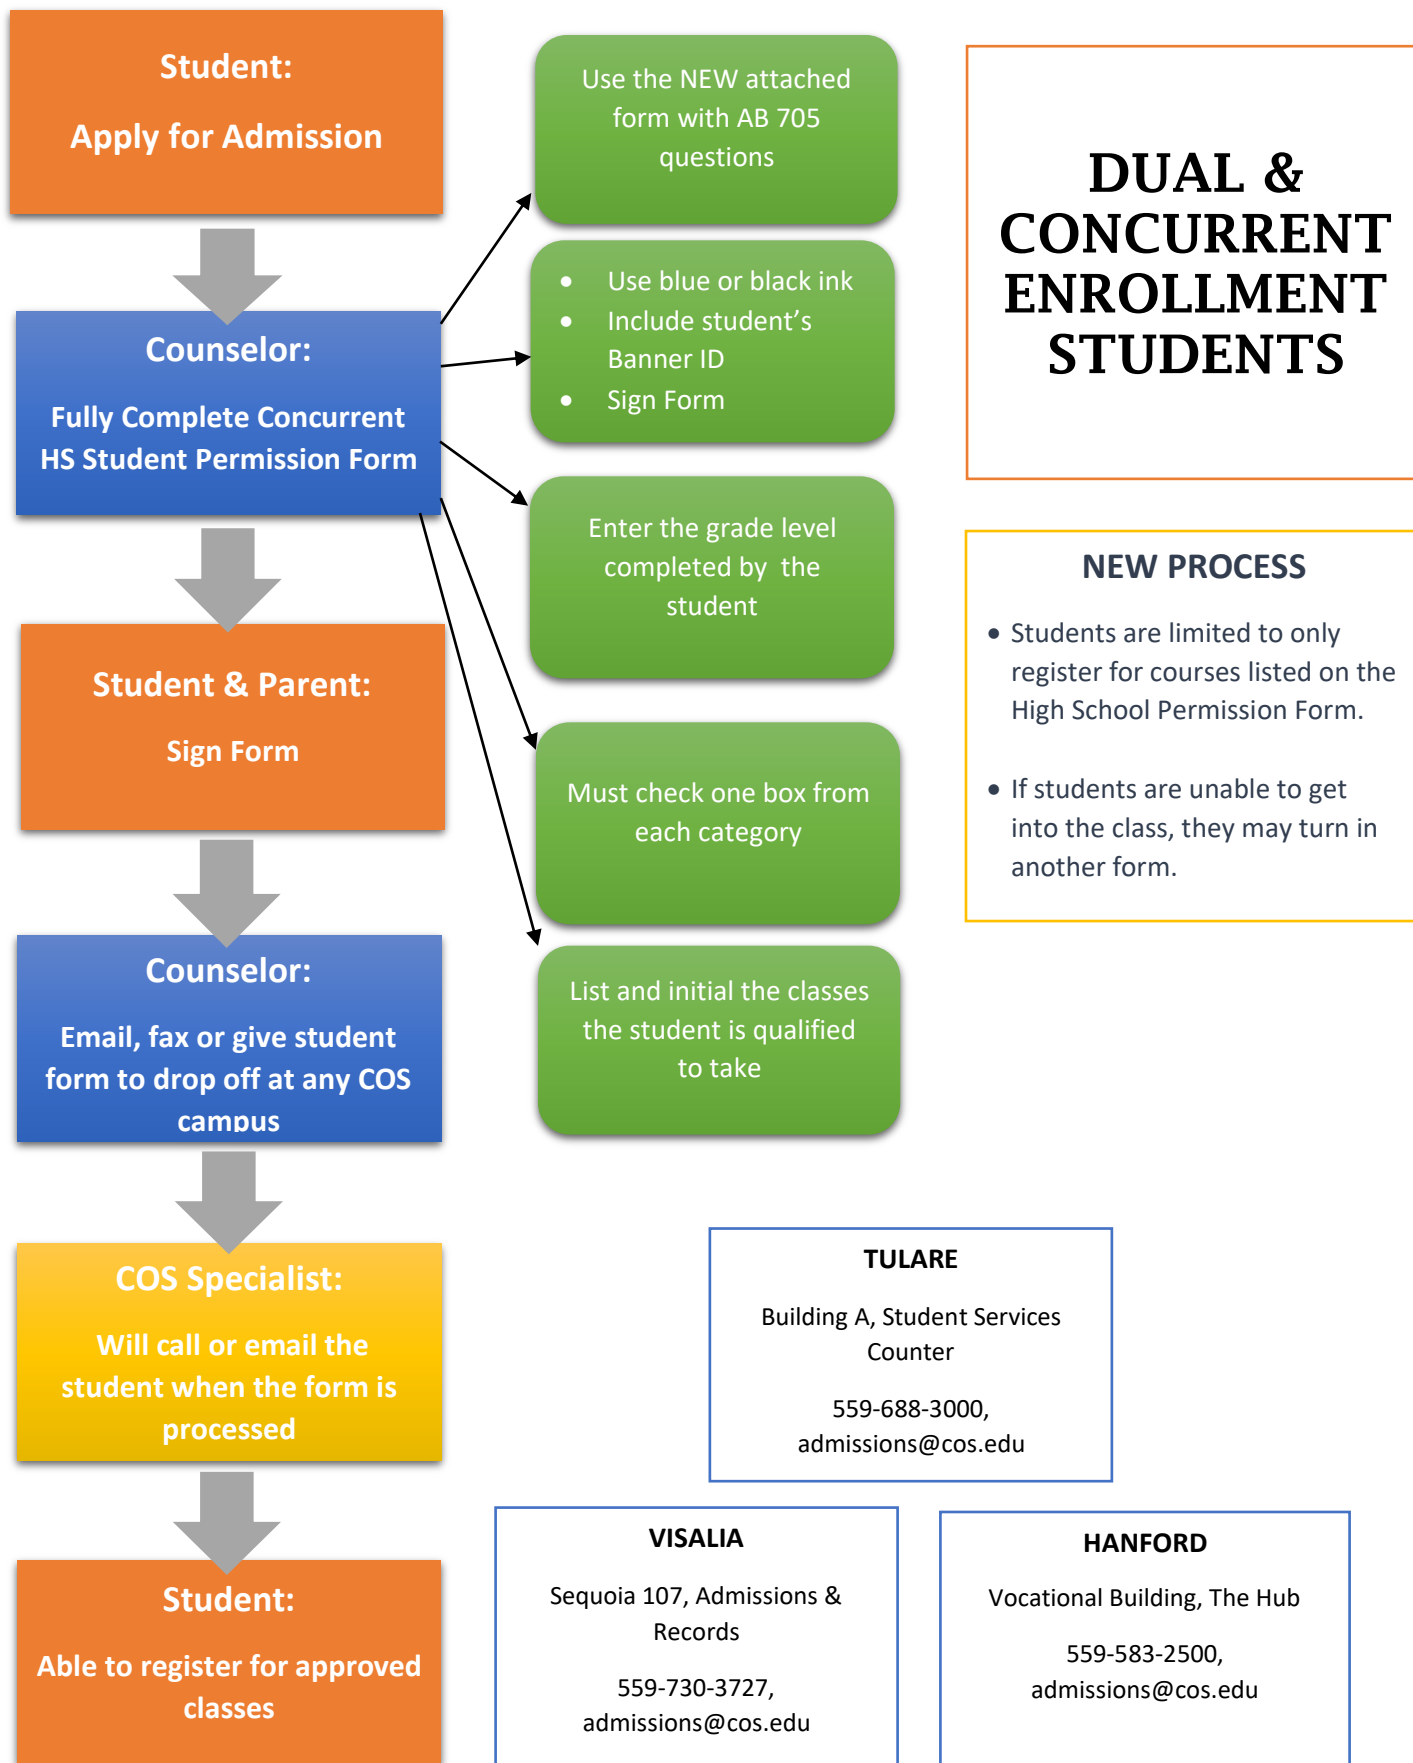 Student:
Apply for Admission
Counselor:
Fully Complete Concurrent
HS Student Permission Form
Student & Parent:
Sign Form
Counselor:
Email, fax or give student
form to drop off at any COS
campus
COS Specialist:
Will call or email the
student when the form is
processed
Student:
Able to register for approved
classes
Use the NEW attached
form with AB 705
questions
• Use blue or black ink
• Include student’s
Banner ID
• Sign Form
Enter the grade level
completed by the
student
Must check one box from
each category
List and initial the classes
the student is qualified
to take
DUAL &
CONCURRENT
ENROLLMENT
STUDENTS
NEW PROCESS
• Students are limited to only
register for courses listed on the
High School Permission Form.
• If students are unable to get
into the class, they may turn in
another form.
TULARE
Building A, Student Services
Counter
559-688-3000,
admissions@cos.edu
VISALIA
Sequoia 107, Admissions &
Records
559-730-3727,
admissions@cos.edu
HANFORD
Vocational Building, The Hub
559-583-2500,
admissions@cos.edu